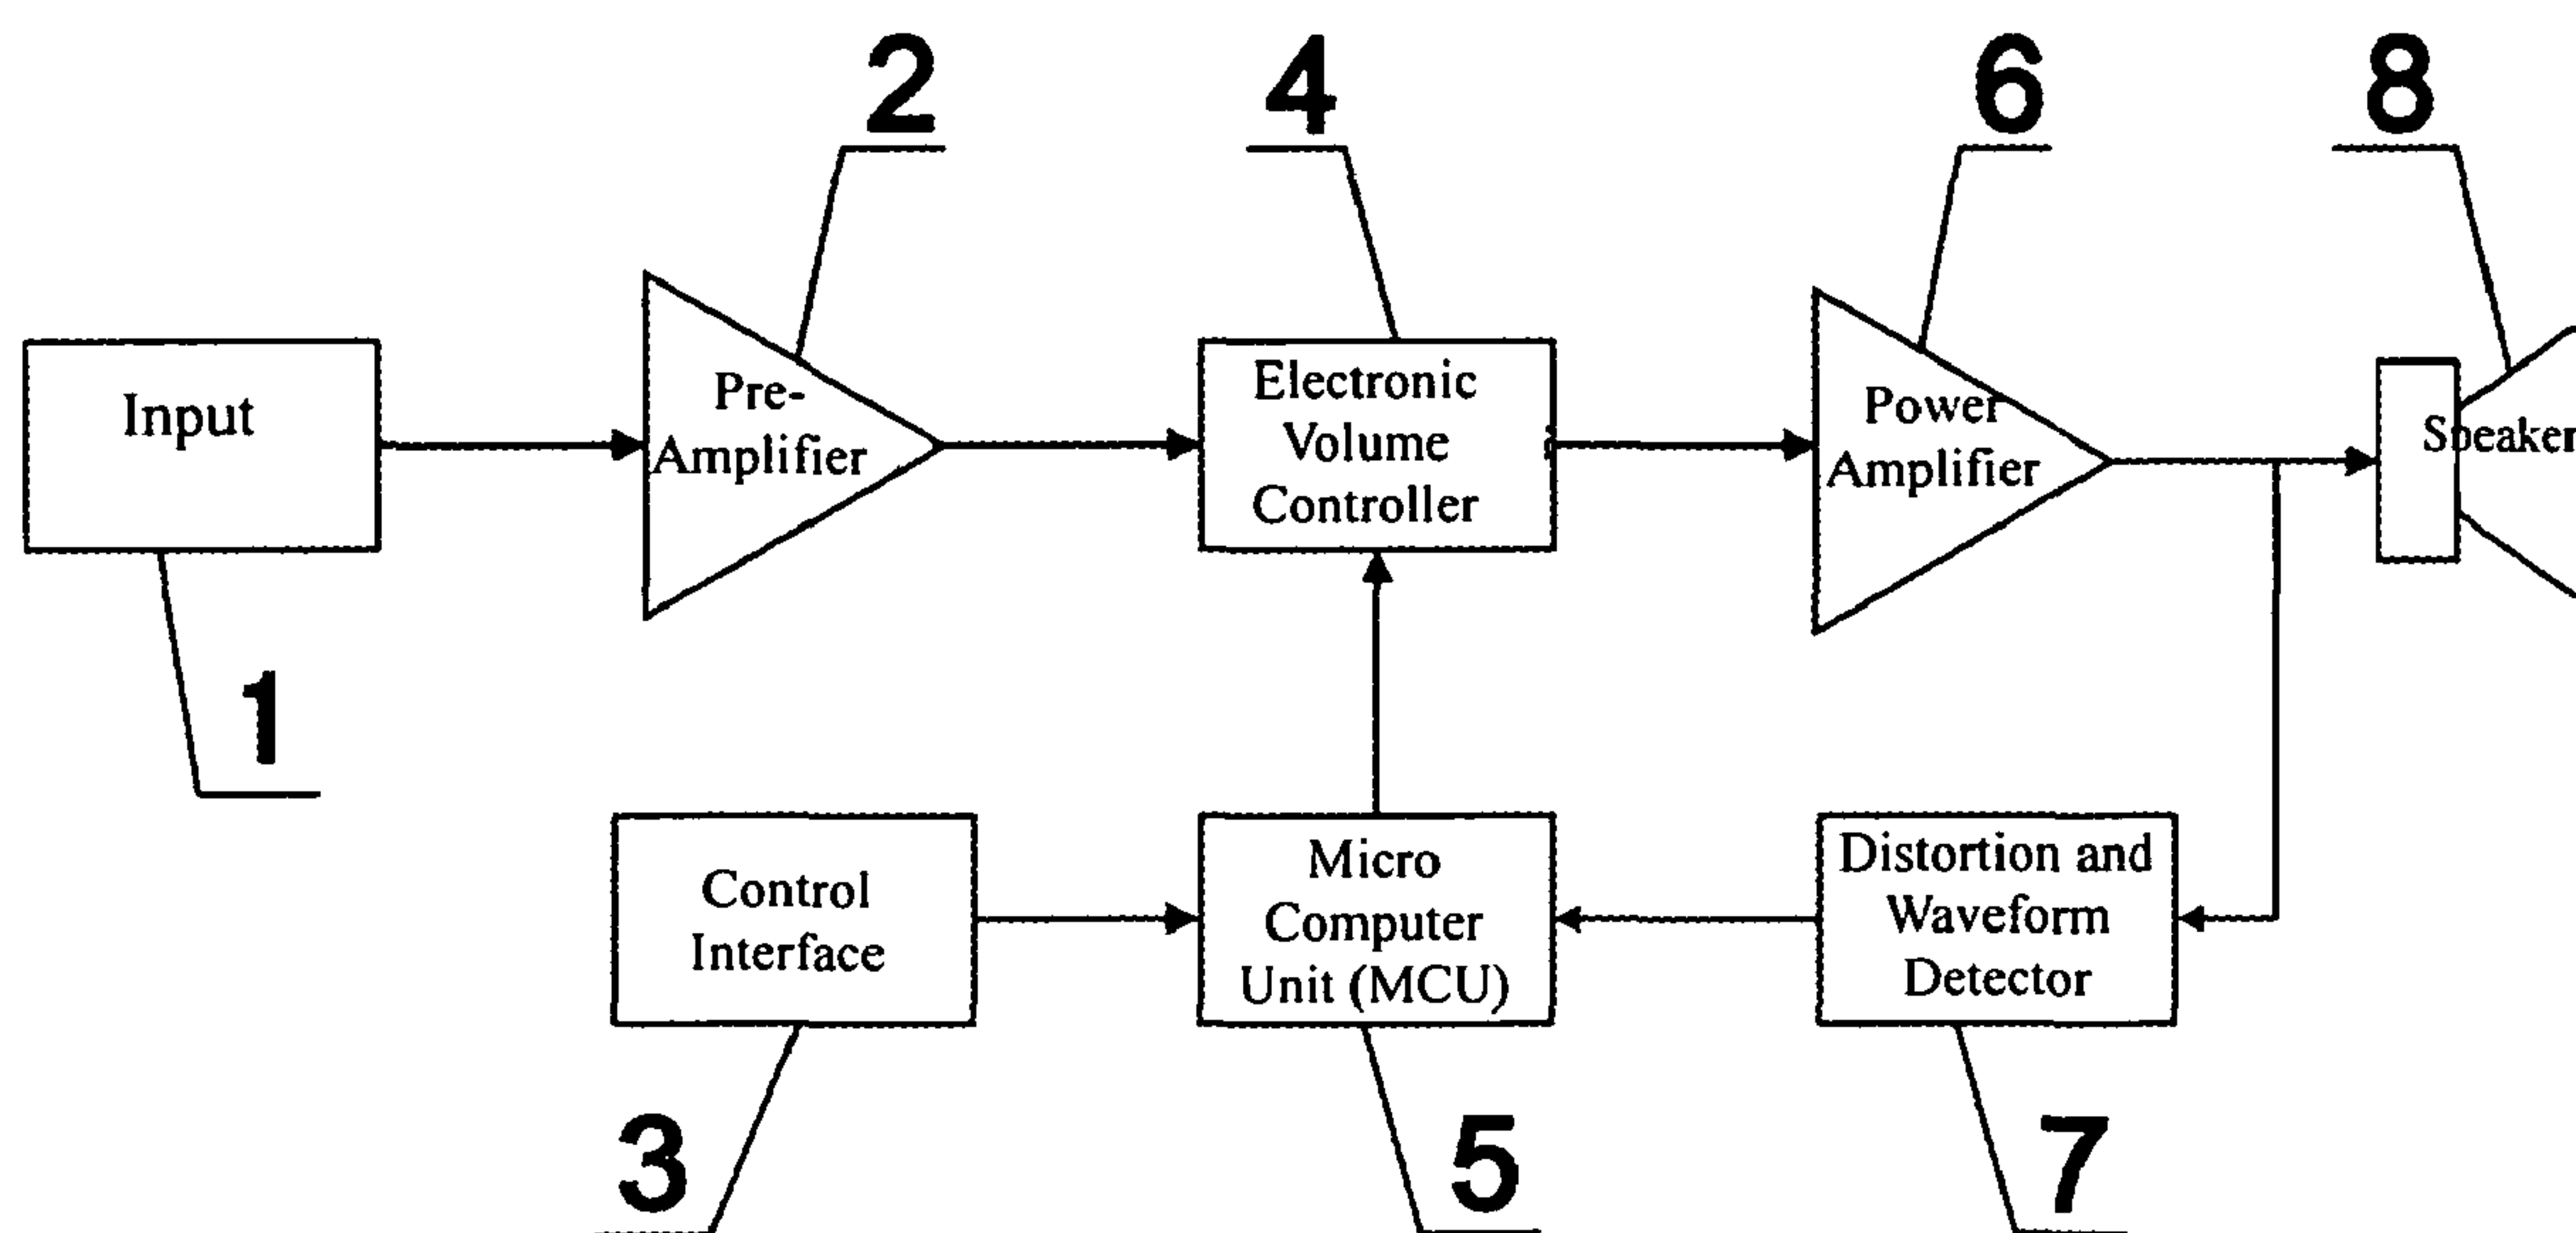 2
4
6
8
Input
Pre-
Amplifier
Electronic
Volume
Controller
Power
Amplifier
Speaker
1
Control
Interface
Micro
Computer
Unit (MCU)
Distortion and
Waveform
Detector
3
5
7